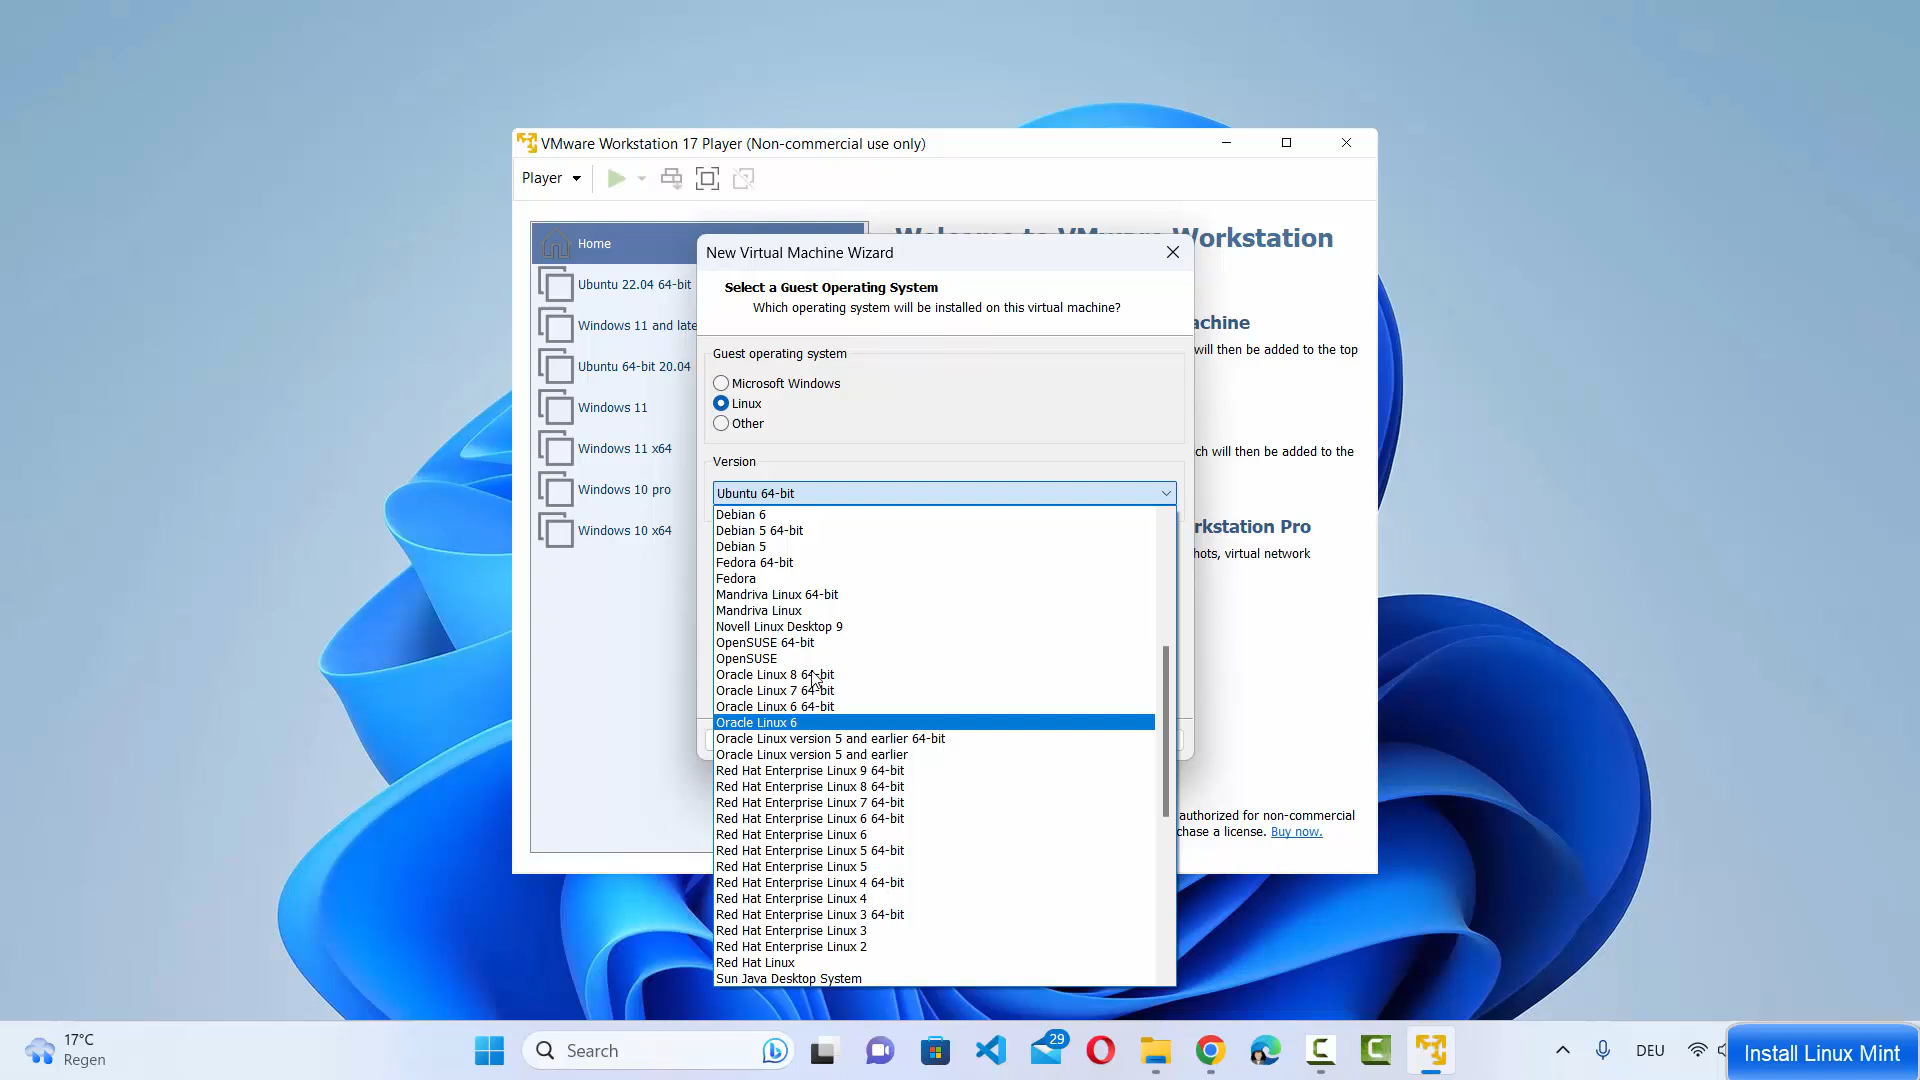 VMware Workstation 17 Player (Non-commercial use only)
Player
Home
Ubuntu 22.04 64-bit
Windows 11 and late
Ubuntu 64-bit 20.04
Windows 11
Windows 11 x64
Windows 10 pro
Windows 10 x64
Welcome to VMware Workstation
achine
will then be added to the top
ch will then be added to the
rkstation Pro
hots, virtual network
authorized for non-commercial
chase a license. Buy now.
New Virtual Machine Wizard
Select a Guest Operating System
Which operating system will be installed on this virtual machine?
Guest operating system
Microsoft Windows
Linux
Other
Version
Ubuntu 64-bit
Debian 6
Debian 5 64-bit
Debian 5
Fedora 64-bit
Fedora
Mandriva Linux 64-bit
Mandriva Linux
Novell Linux Desktop 9
OpenSUSE 64-bit
OpenSUSE
Oracle Linux 8 64-bit
Oracle Linux 7 64-bit
Oracle Linux 6 64-bit
Oracle Linux 6
Oracle Linux version 5 and earlier 64-bit
Oracle Linux version 5 and earlier
Red Hat Enterprise Linux 9 64-bit
Red Hat Enterprise Linux 8 64-bit
Red Hat Enterprise Linux 7 64-bit
Red Hat Enterprise Linux 6 64-bit
Red Hat Enterprise Linux 6
Red Hat Enterprise Linux 5 64-bit
Red Hat Enterprise Linux 5
Red Hat Enterprise Linux 4 64-bit
Red Hat Enterprise Linux 4
Red Hat Enterprise Linux 3 64-bit
Red Hat Enterprise Linux 3
Red Hat Enterprise Linux 2
Red Hat Linux
Sun Java Desktop System
17°C
Regen
Search
29
DEU
Install Linux Mint